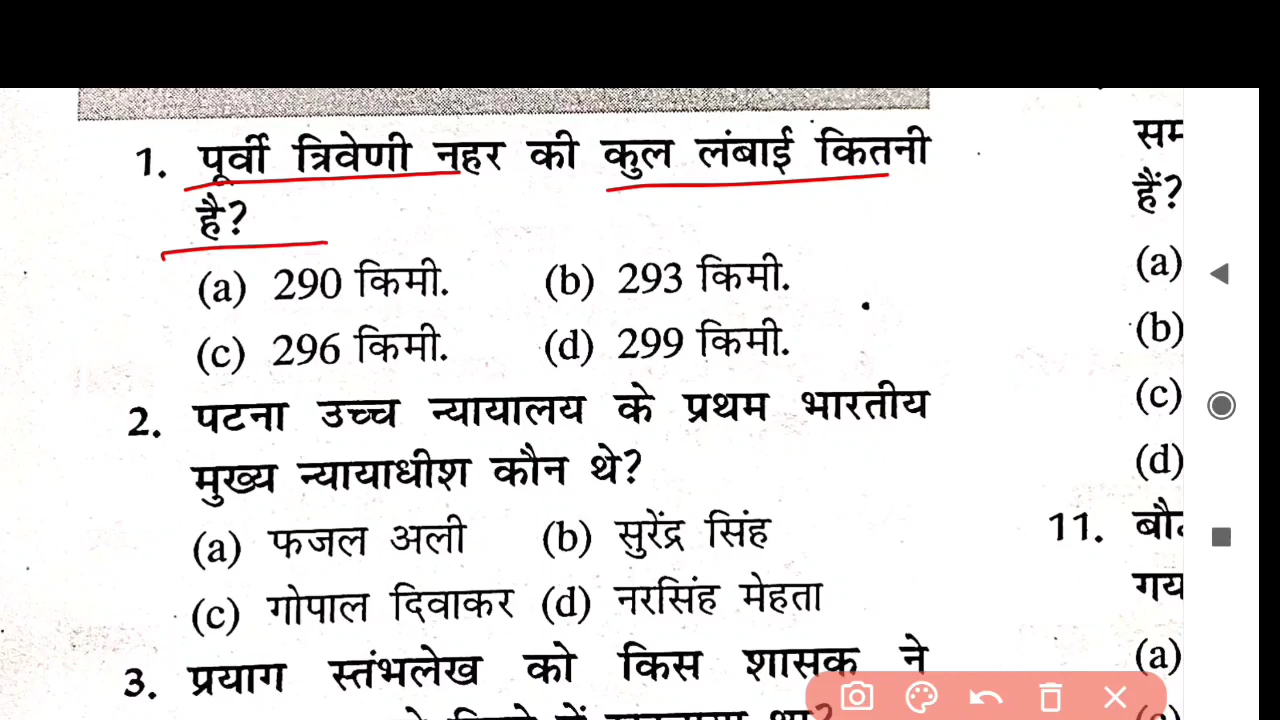 1. पूर्वी त्रिवेणी नहर की कुल लंबाई कितनी
है?
(a) 290 किमी. (b) 293 किमी.
(c) 296 किमी. (d) 299 किमी.
2. पटना उच्च न्यायालय के प्रथम भारतीय
मुख्य न्यायाधीश कौन थे?
(a) फजल अली (b) सुरेंद्र सिंह
(c) गोपाल दिवाकर (d) नरसिंह मेहता
3. प्रयाग स्तंभलेख को किस शासक ने
हैं?
(a)
(b)
(c)
(d)
11.
(a)